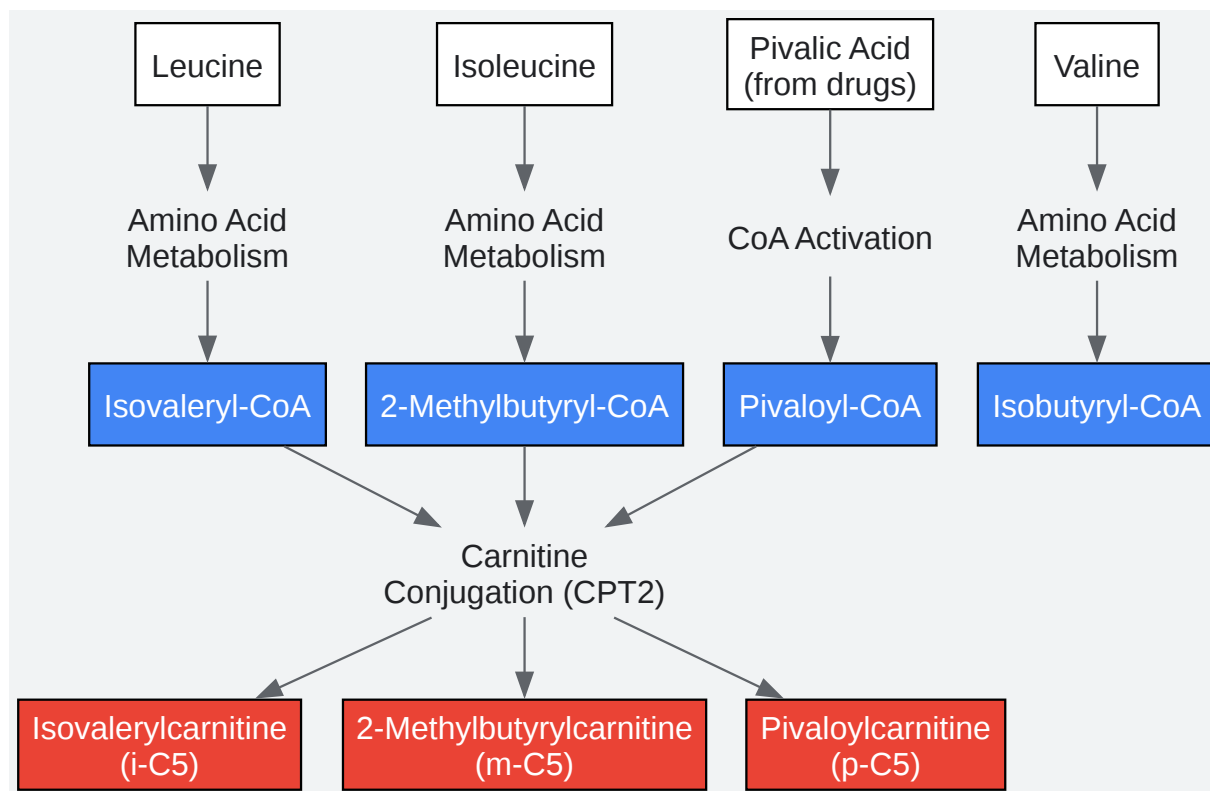 Leucine
Isoleucine
Pivalic Acid
(from drugs)
Valine
Amino Acid
Metabolism
Amino Acid
Metabolism
CoA Activation
Amino Acid
Metabolism
Isovaleryl-CoA
2-Methylbutyryl-CoA
Pivaloyl-CoA
Isobutyryl-CoA
Carnitine
Conjugation (CPT2)
Isovalerylcarnitine
(i-C5)
2-Methylbutyrylcarnitine
(m-C5)
Pivaloylcarnitine
(p-C5)